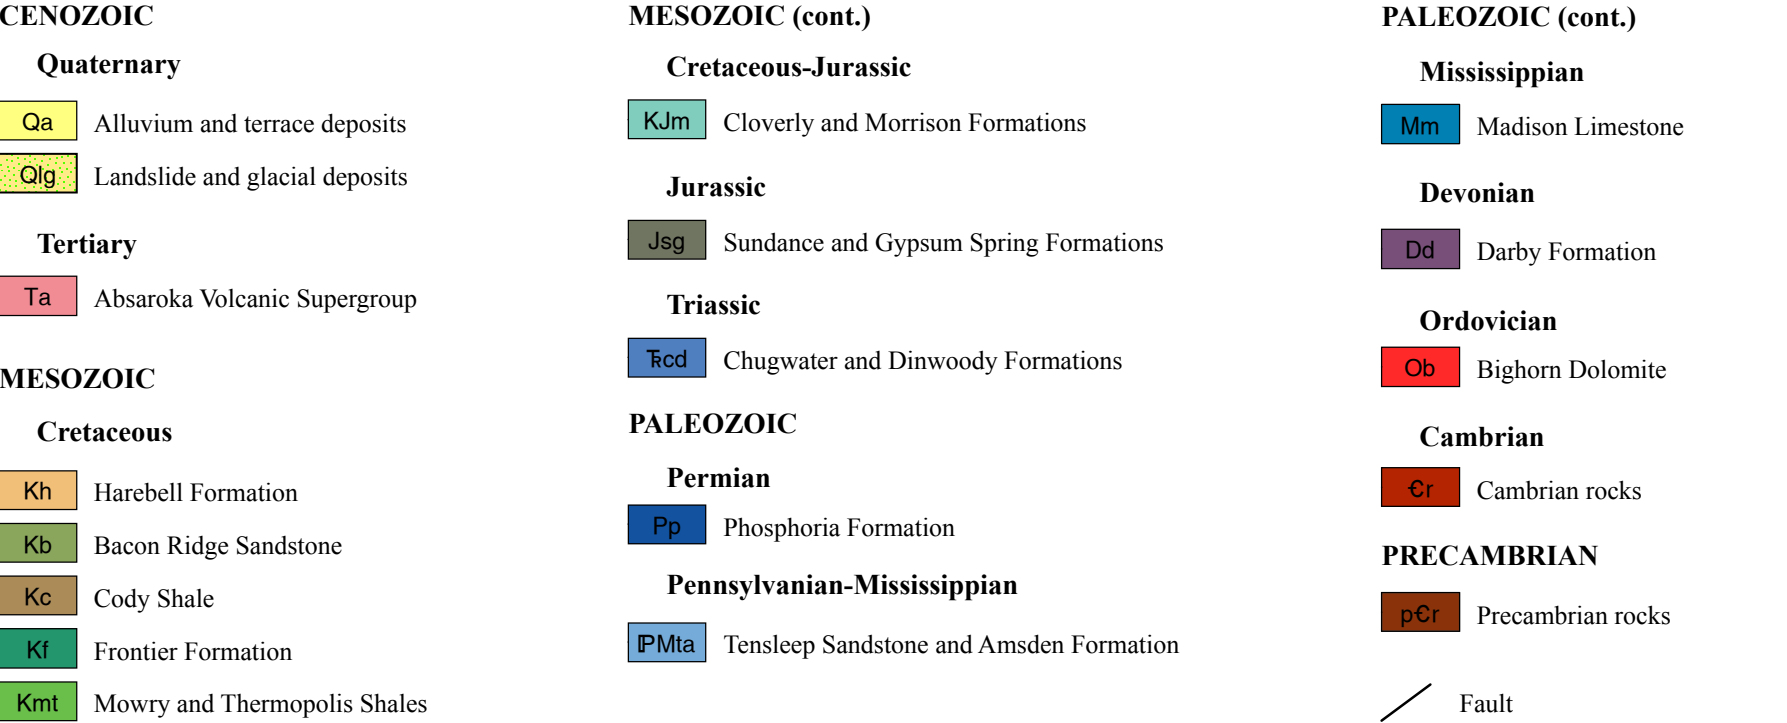 CENOZOIC
Quaternary
Qa Alluvium and terrace deposits
Qlg Landslide and glacial deposits
Tertiary
Ta Absaroka Volcanic Supergroup
MESOZOIC
Cretaceous
Kh Harebell Formation
Kb Bacon Ridge Sandstone
Kc Cody Shale
Kf Frontier Formation
Kmt Mowry and Thermopolis Shales
MESOZOIC (cont.)
Cretaceous-Jurassic
KJm Cloverly and Morrison Formations
Jurassic
Jsg Sundance and Gypsum Spring Formations
Triassic
Ꞧcd Chugwater and Dinwoody Formations
PALEOZOIC
Permian
Pp Phosphoria Formation
Pennsylvanian-Mississippian
ℙMta Tensleep Sandstone and Amsden Formation
PALEOZOIC (cont.)
Mississippian
Mm Madison Limestone
Devonian
Dd Darby Formation
Ordovician
Ob Bighorn Dolomite
Cambrian
Єr Cambrian rocks
PRECAMBRIAN
pЄr Precambrian rocks
Fault